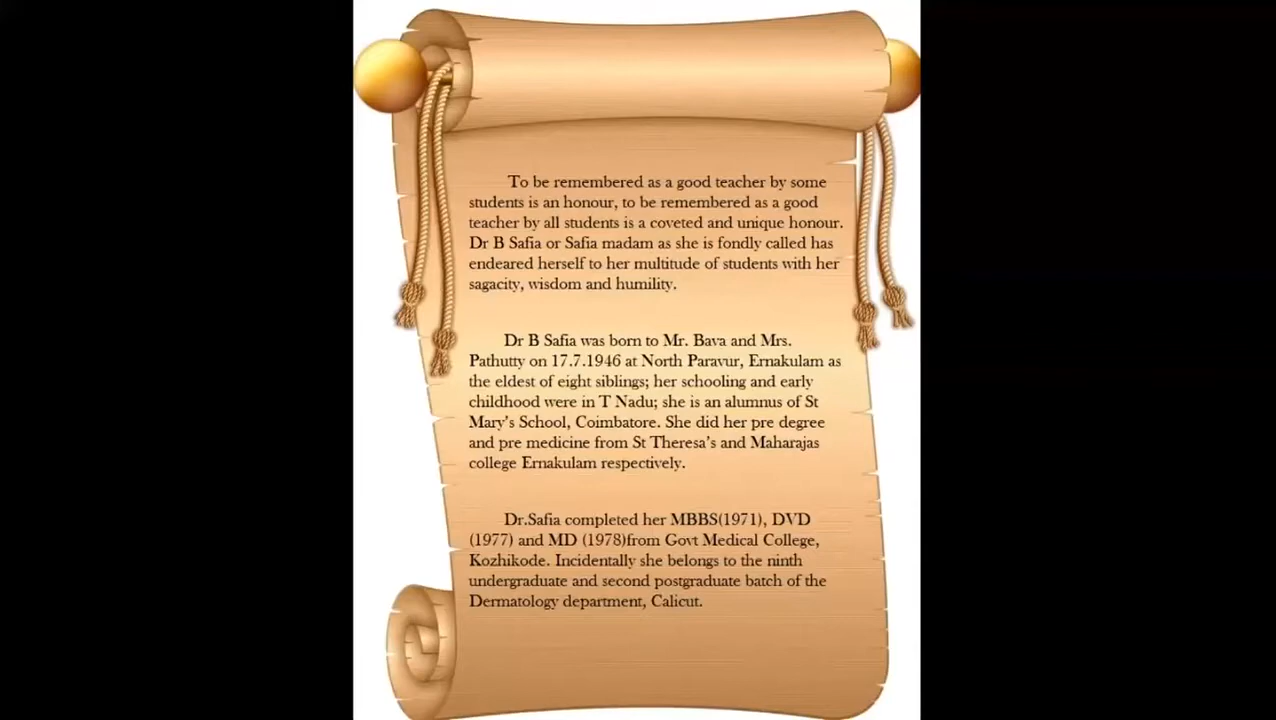 To be remembered as a good teacher by some
students is an honour, to be remembered as a good
teacher by all students is a coveted and unique honour.
Dr B Safia or Safia madam as she is fondly called has
endeared herself to her multitude of students with her
sagacity, wisdom and humility.
Dr B Safia was born to Mr. Bava and Mrs.
Pathutty on 17.7.1946 at North Paravur, Ernakulam as
the eldest of eight siblings; her schooling and early
childhood were in T Nadu; she is an alumnus of St
Mary's School, Coimbatore. She did her pre degree
and pre medicine from St Theresa's and Maharajas
college Ernakulam respectively.
Dr.Safia completed her MBBS(1971), DVD
(1977) and MD (1978)from Govt Medical College,
Kozhikode. Incidentally she belongs to the ninth
undergraduate and second postgraduate batch of the
Dermatology department, Calicut.